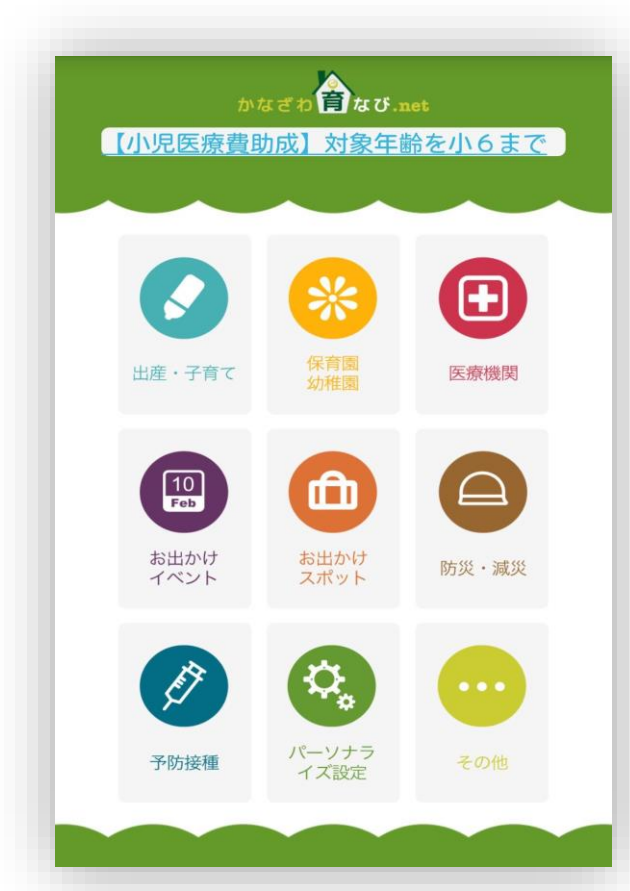 かなざわ育なび.net
【小児医療費助成】対象年齢を小６まで
出産・子育て
保育園
幼稚園
医療機関
10
Feb
お出かけ
イベント
お出かけ
スポット
防災・減災
予防接種
パーソナラ
イズ設定
その他